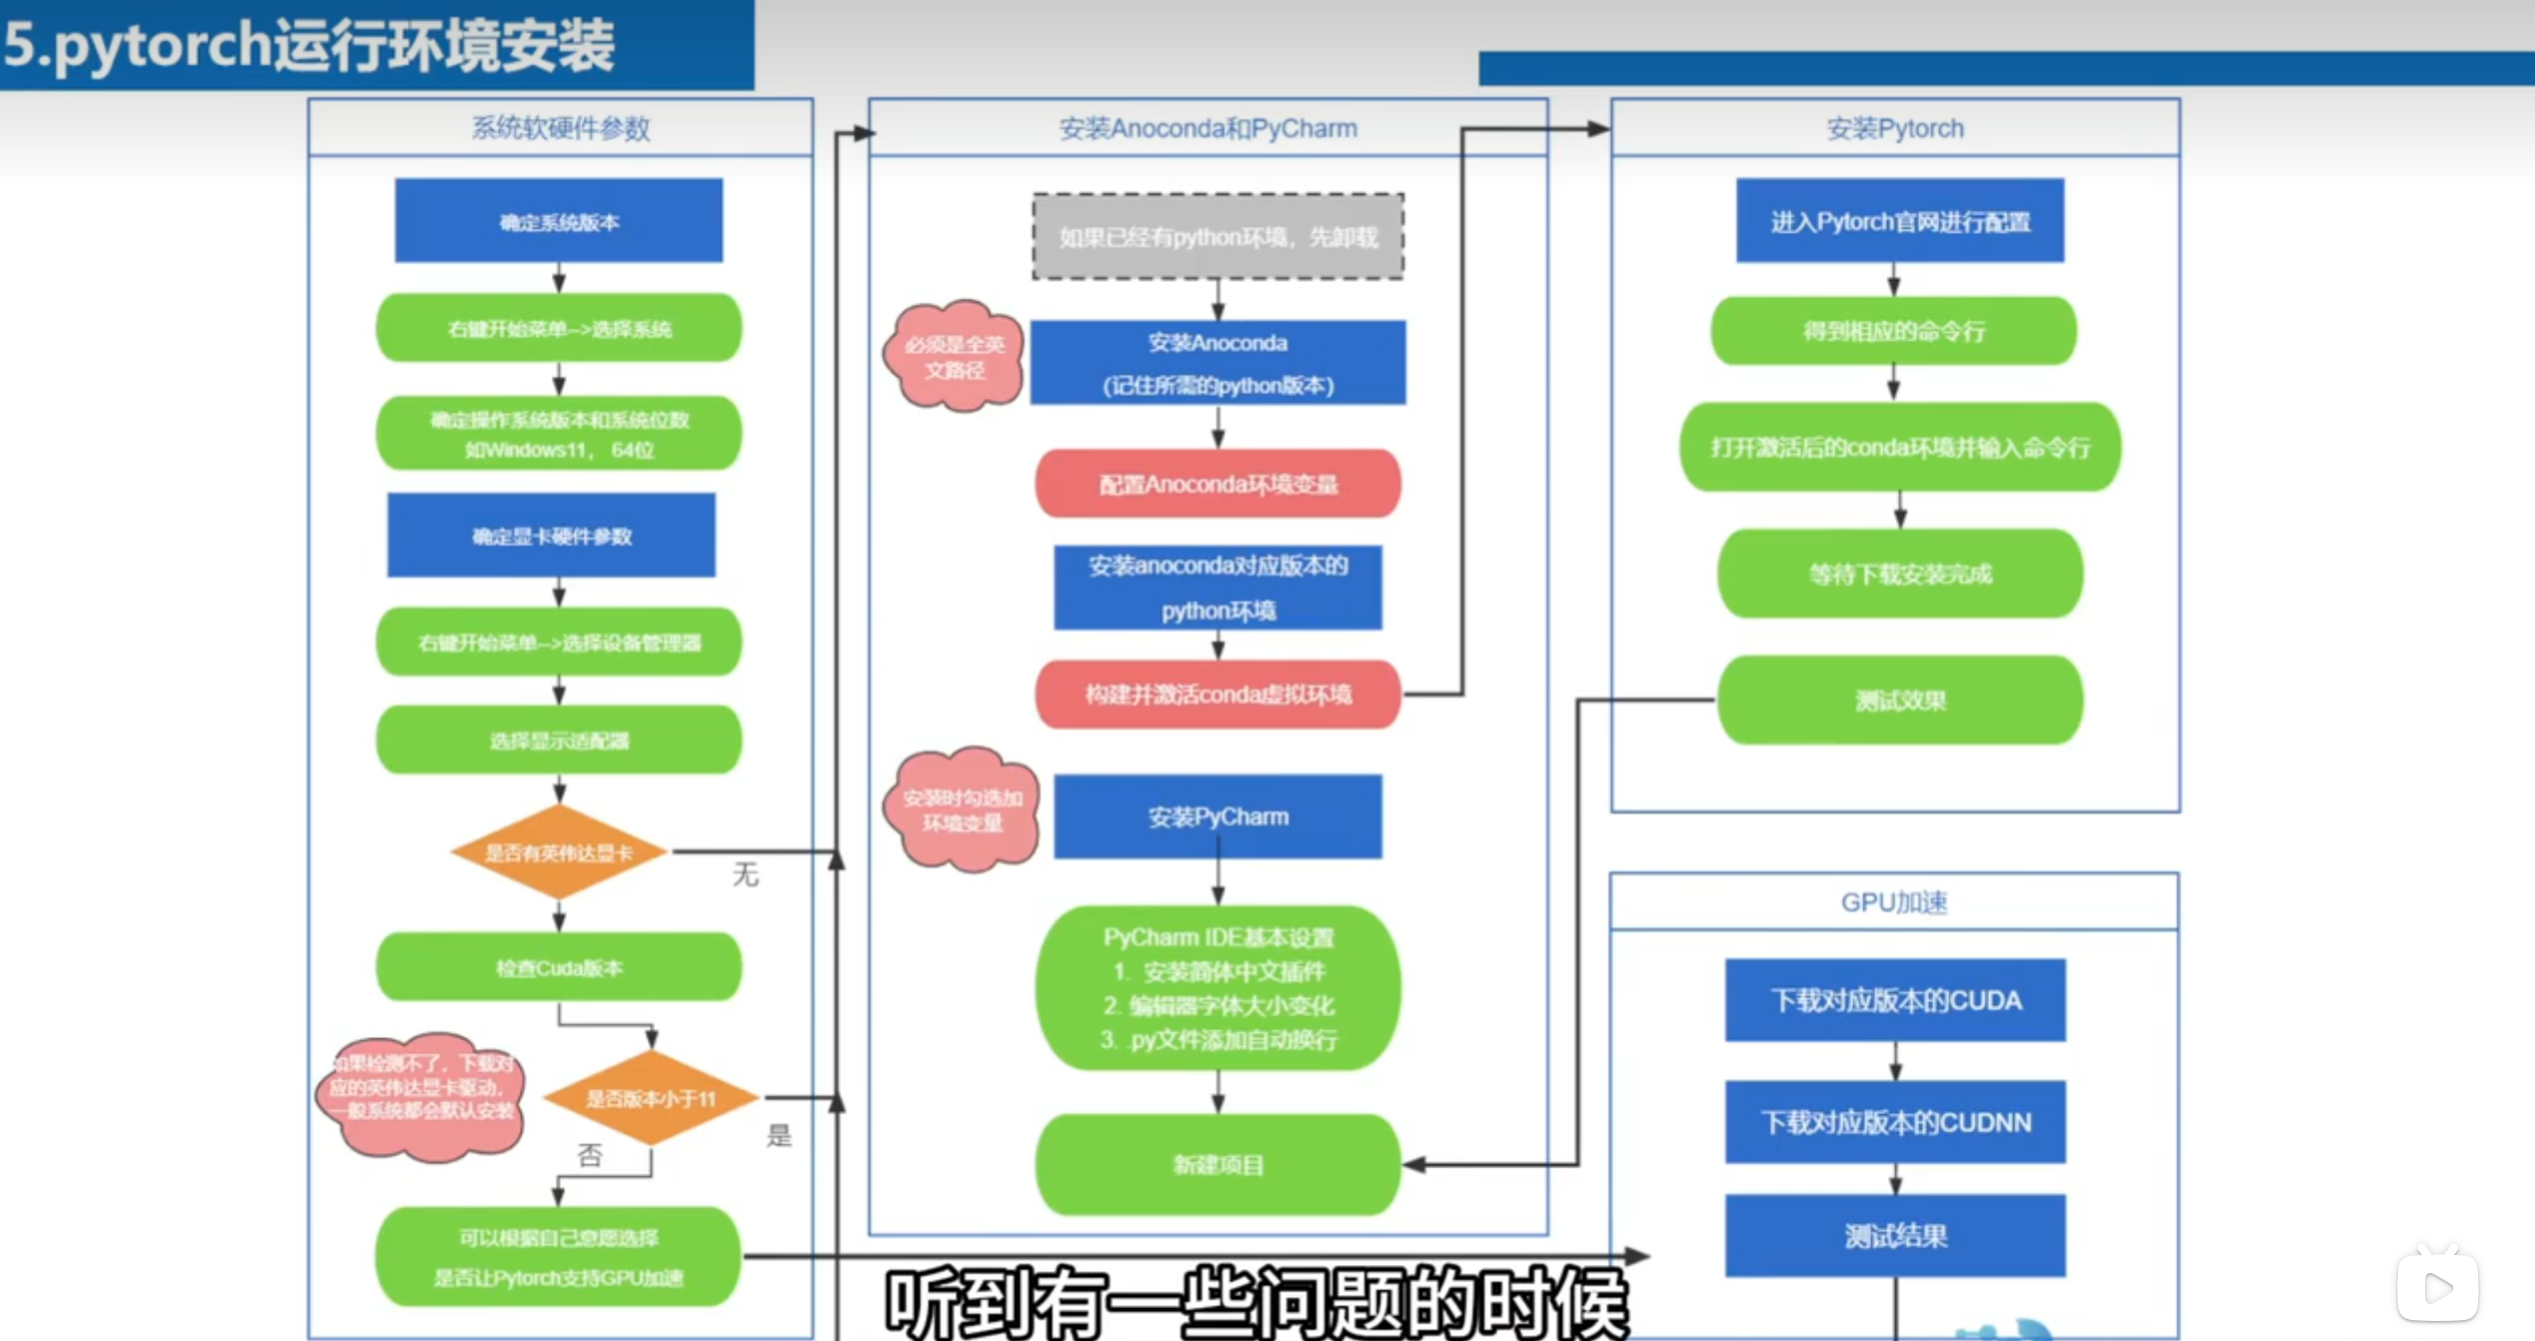 5.pytorch运行环境安装
系统软硬件参数
确定系统版本
右键开始菜单-->选择系统
确定操作系统版本和系统位数
如Windows11， 64位
确定显卡硬件参数
右键开始菜单-->选择设备管理器
选择显示适配器
是否有英伟达显卡
无
检查Cuda版本
如果检测不了，下载对
应的英伟达显卡驱动，
一般系统都会默认安装
是否版本小于11
是
否
可以根据自己意愿选择
是否让Pytorch支持GPU加速
安装Anoconda和PyCharm
如果已经有python环境，先卸载
必须是全英
文路径
安装Anoconda
(记住所需的python版本)
配置Anoconda环境变量
安装anoconda对应版本的
python环境
构建并激活conda虚拟环境
安装时勾选加
环境变量
安装PyCharm
PyCharm IDE基本设置
1. 安装简体中文插件
2. 编辑器字体大小变化
3. .py文件添加自动换行
新建项目
安装Pytorch
进入Pytorch官网进行配置
得到相应的命令行
打开激活后的conda环境并输入命令行
等待下载安装完成
测试效果
GPU加速
下载对应版本的CUDA
下载对应版本的CUDNN
测试结果
听到有一些问题的时候